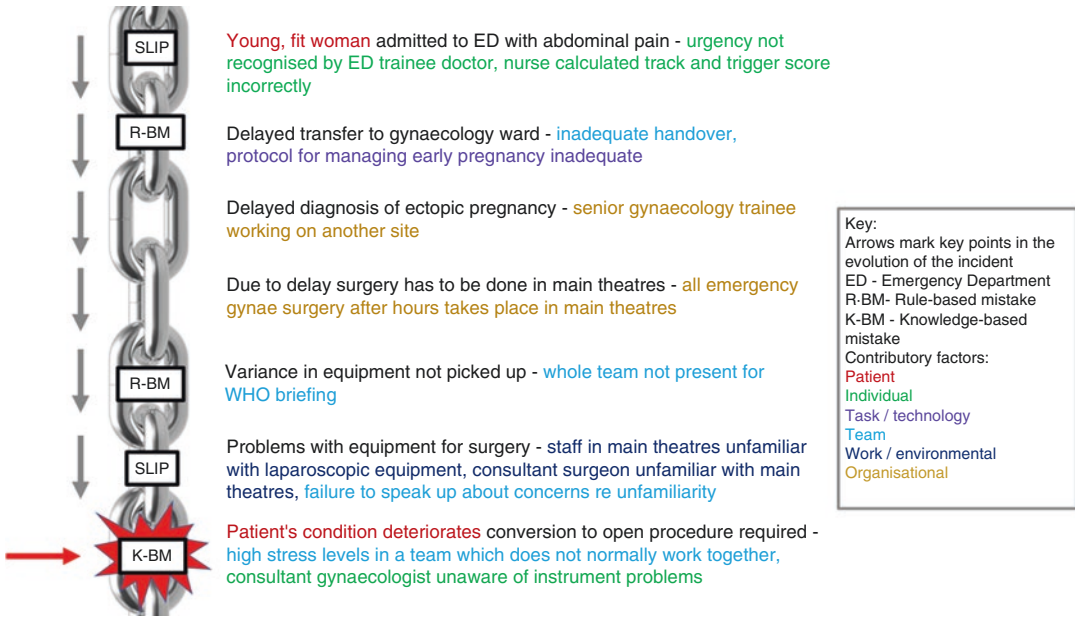 SLIP
Young, fit woman admitted to ED with abdominal pain - urgency not
recognised by ED trainee doctor, nurse calculated track and trigger score
incorrectly
R-BM
Delayed transfer to gynaecology ward - inadequate handover,
protocol for managing early pregnancy inadequate
Delayed diagnosis of ectopic pregnancy - senior gynaecology trainee
working on another site
Due to delay surgery has to be done in main theatres - all emergency
gynae surgery after hours takes place in main theatres
R-BM
Variance in equipment not picked up - whole team not present for
WHO briefing
SLIP
Problems with equipment for surgery - staff in main theatres unfamiliar
with laparoscopic equipment, consultant surgeon unfamiliar with main
theatres, failure to speak up about concerns re unfamiliarity
K-BM
Patient's condition deteriorates conversion to open procedure required -
high stress levels in a team which does not normally work together,
consultant gynaecologist unaware of instrument problems
Key:
Arrows mark key points in the
evolution of the incident
ED - Emergency Department
R·BM- Rule-based mistake
K-BM - Knowledge-based
mistake
Contributory factors:
Patient
Individual
Task / technology
Team
Work / environmental
Organisational